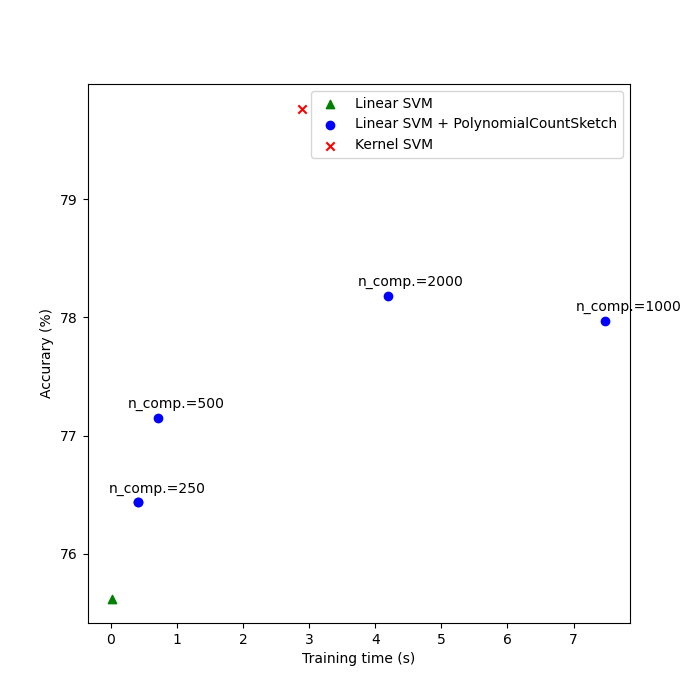 Linear SVM
Linear SVM + PolynomialCountSketch
Kernel SVM
79
n_comp.=2000
n_comp.=1000
78
Accurary (%)
n_comp.=500
77
n_comp.=250
76
0 1 2 3 4 5 6 7
Training time (s)